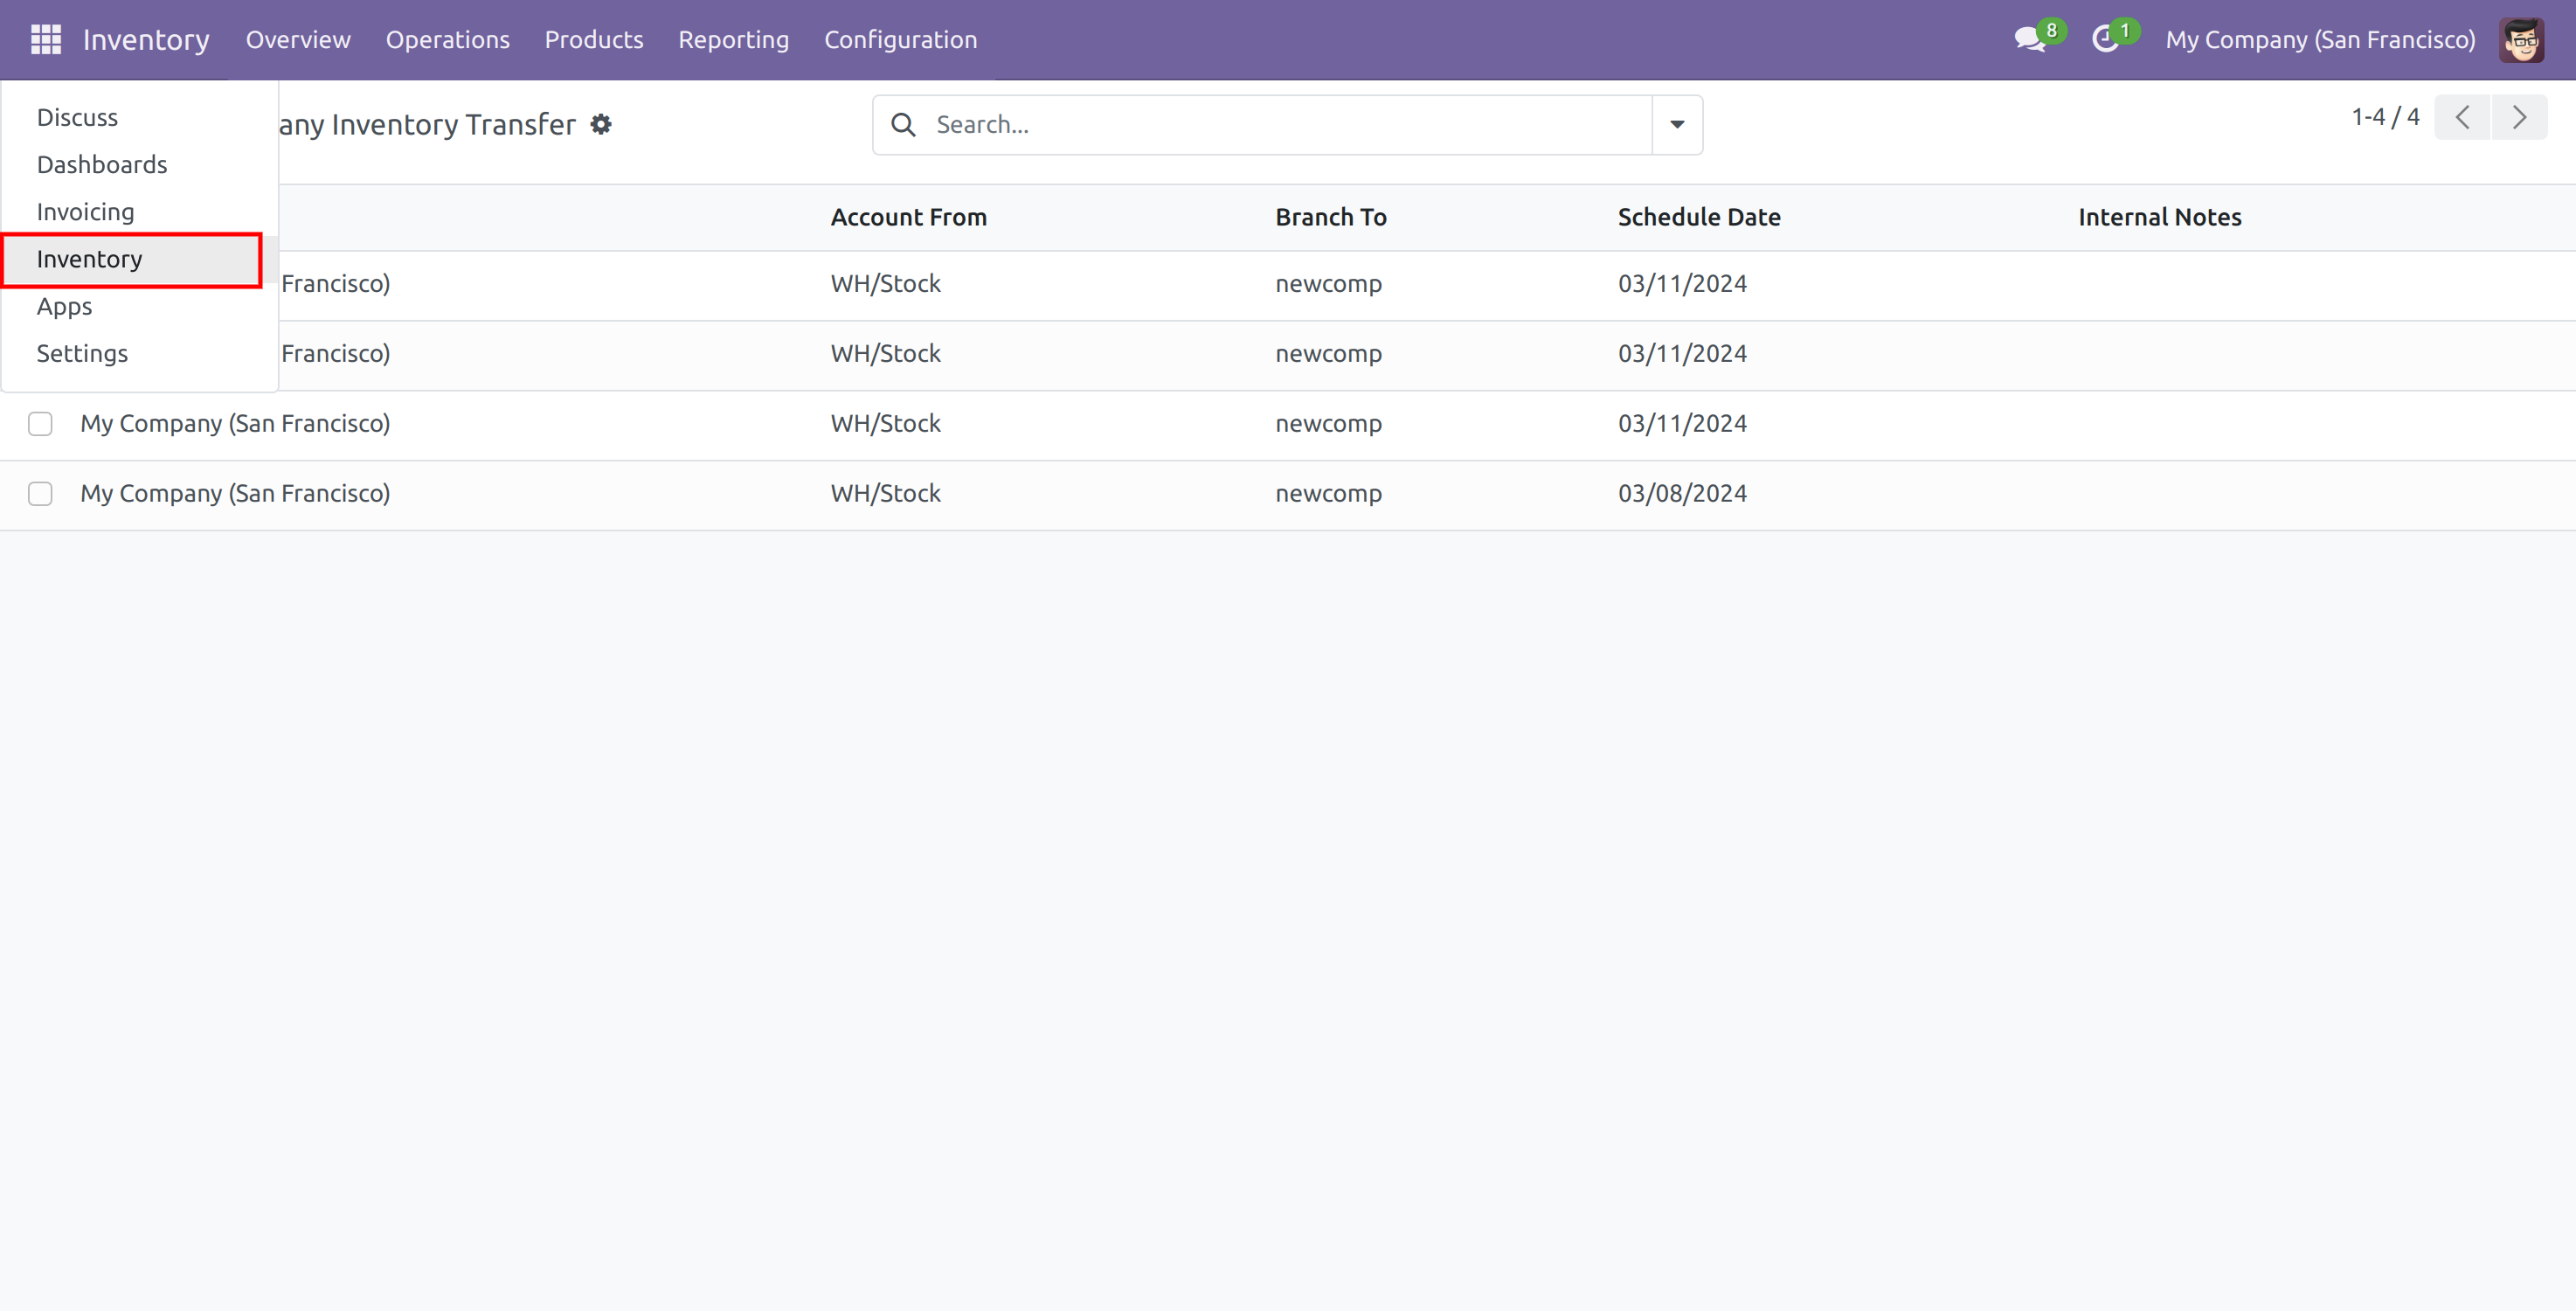 Inventory Overview Operations Products Reporting Configuration 8 1 My Company (San Francisco)
Discuss
Dashboards
Invoicing
Inventory
Apps
Settings
any Inventory Transfer Search... 1-4 / 4
Account From Branch To Schedule Date Internal Notes
Francisco) WH/Stock newcomp 03/11/2024
Francisco) WH/Stock newcomp 03/11/2024
My Company (San Francisco) WH/Stock newcomp 03/11/2024
My Company (San Francisco) WH/Stock newcomp 03/08/2024